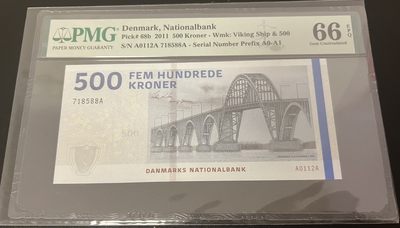 PMG
PAPER MONEY GUARANTY
Denmark, Nationalbank
Pick# 68b 2011 500 Kroner - Wmk: Viking Ship & 500
S/N A0112A 718588A - Serial Number Prefix A0-A1
66 EPQ
Gem Uncirculated
500 FEM HUNDREDE
KRONER
718588A
500
DANMARKS NATIONALBANK
A0112A